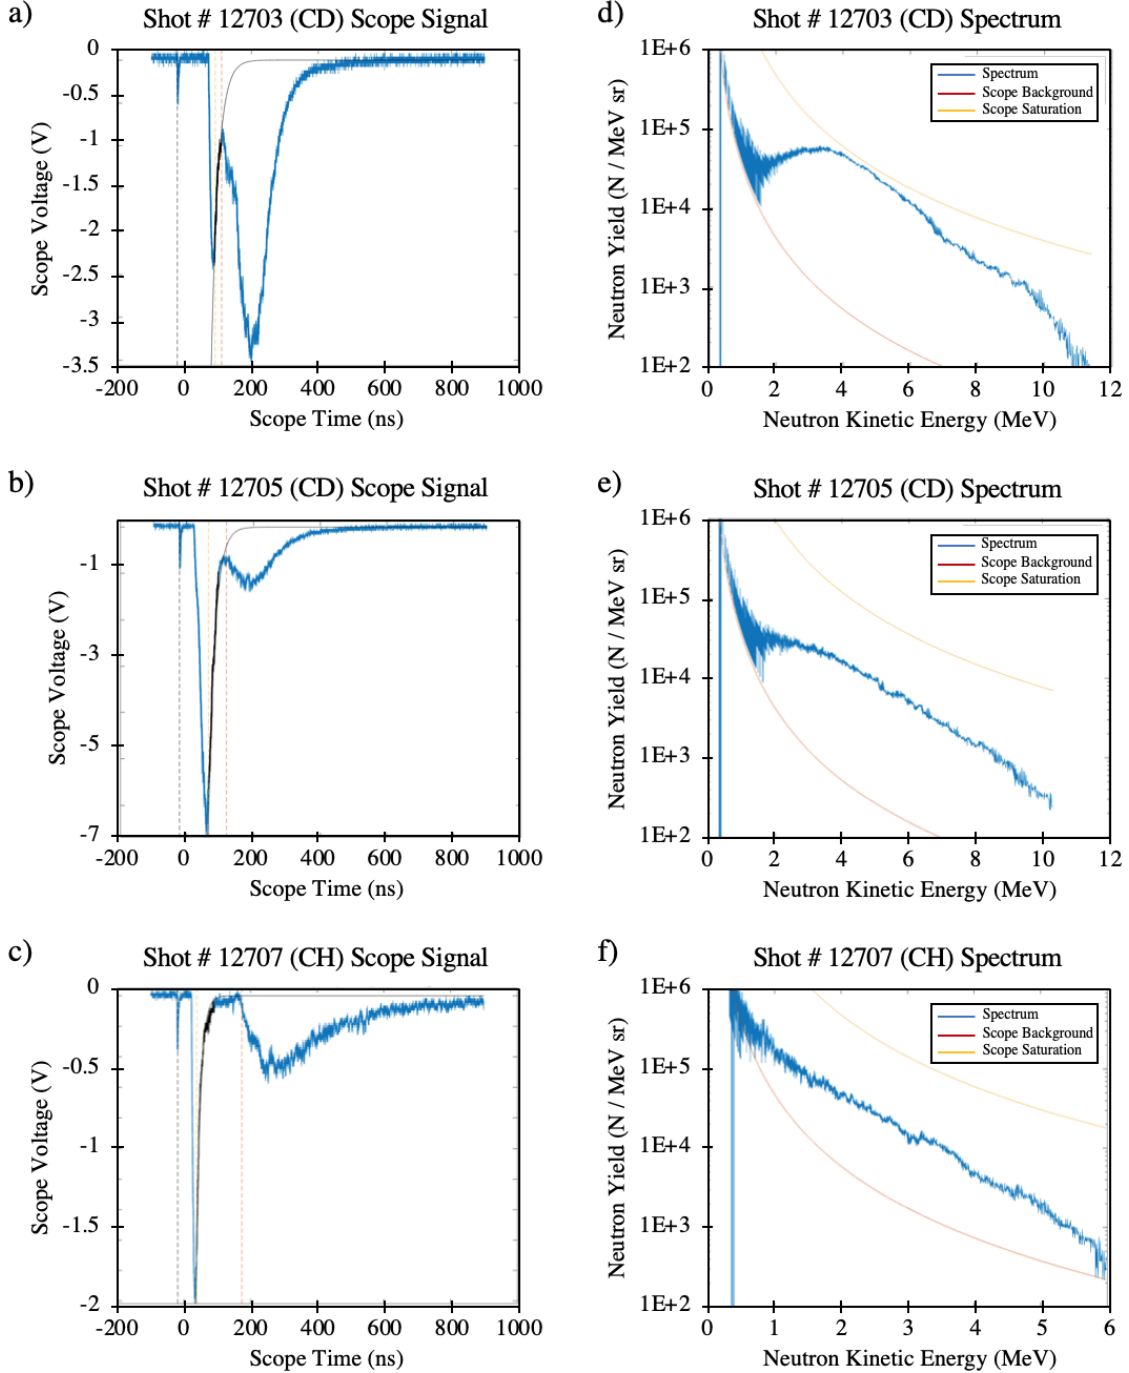 a)
Shot # 12703 (CD) Scope Signal
0
-0.5
-1
-1.5
-2
-2.5
-3
-3.5
Scope Voltage (V)
-200 0 200 400 600 800 1000
Scope Time (ns)
d)
Shot # 12703 (CD) Spectrum
1E+6
1E+5
1E+4
1E+3
1E+2
Neutron Yield (N / MeV sr)
Spectrum
Scope Background
Scope Saturation
0 2 4 6 8 10 12
Neutron Kinetic Energy (MeV)
b)
Shot # 12705 (CD) Scope Signal
-1
-3
-5
-7
Scope Voltage (V)
-200 0 200 400 600 800 1000
Scope Time (ns)
e)
Shot # 12705 (CD) Spectrum
1E+6
1E+5
1E+4
1E+3
1E+2
Neutron Yield (N / MeV sr)
Spectrum
Scope Background
Scope Saturation
0 2 4 6 8 10 12
Neutron Kinetic Energy (MeV)
c)
Shot # 12707 (CH) Scope Signal
0
-0.5
-1
-1.5
-2
Scope Voltage (V)
-200 0 200 400 600 800 1000
Scope Time (ns)
f)
Shot # 12707 (CH) Spectrum
1E+6
1E+5
1E+4
1E+3
1E+2
Neutron Yield (N / MeV sr)
Spectrum
Scope Background
Scope Saturation
0 1 2 3 4 5 6
Neutron Kinetic Energy (MeV)